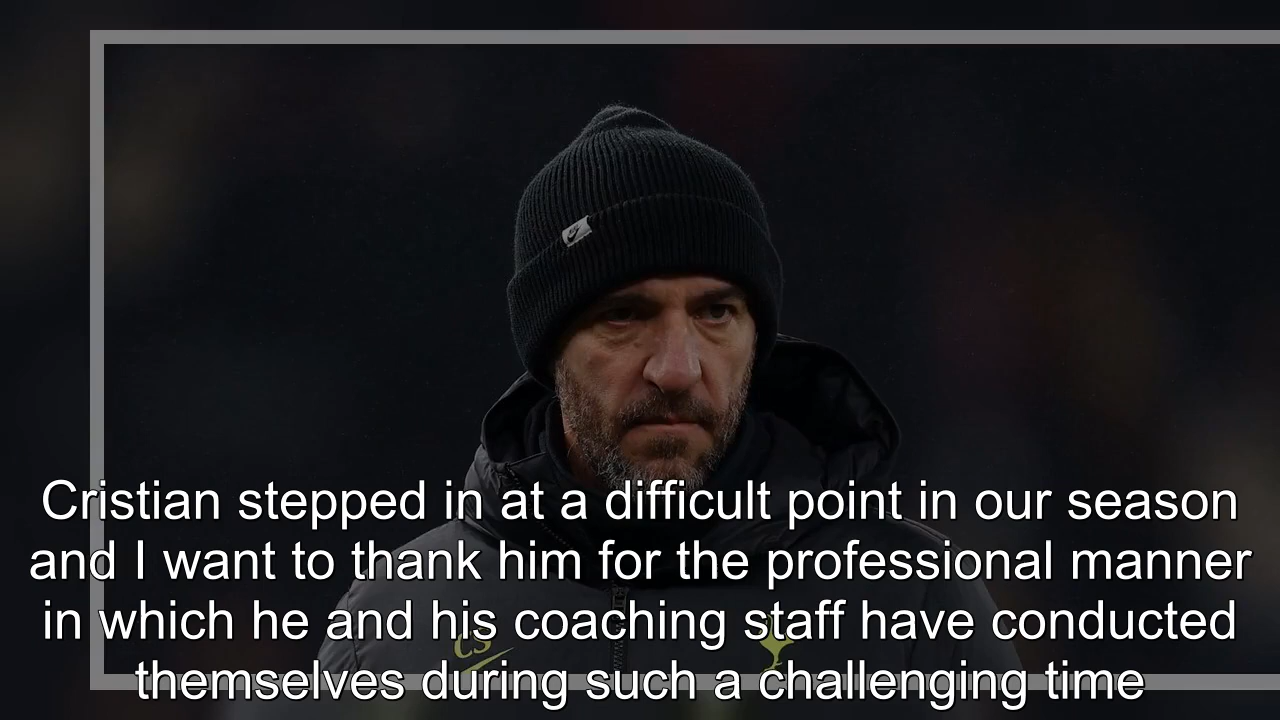 Cristian stepped in at a difficult point in our season
and I want to thank him for the professional manner
in which he and his coaching staff have conducted
themselves during such a challenging time
CS